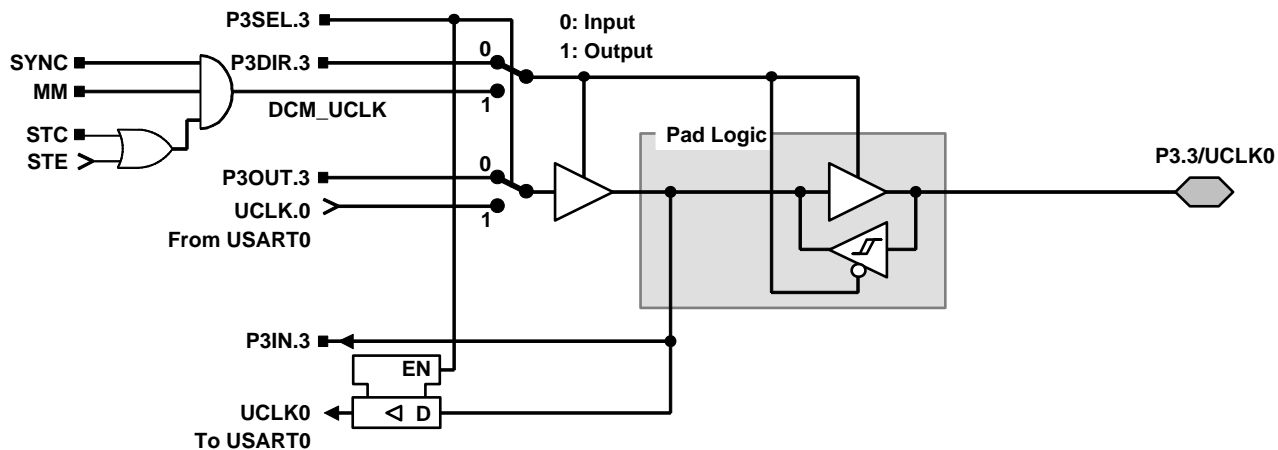 P3SEL.3
0: Input
1: Output
SYNC
P3DIR.3
0
MM
DCM_UCLK
1
STC
STE
Pad Logic
P3.3/UCLK0
P3OUT.3
0
UCLK.0
1
From USART0
P3IN.3
EN
UCLK0
D
To USART0